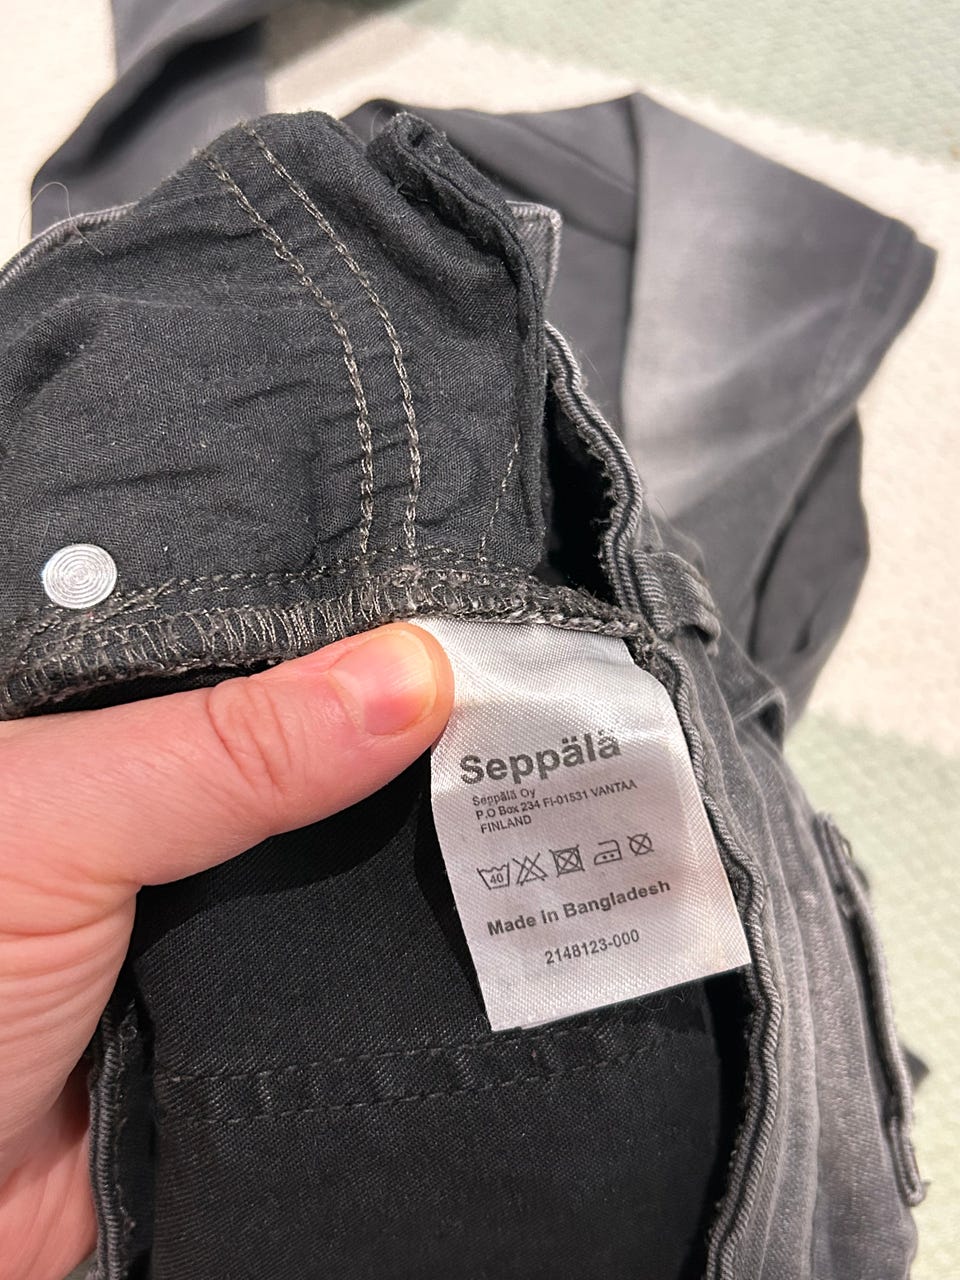 Seppälä
Seppälä Oy
P.O Box 234 FI-01531 VANTAA
FINLAND
40
Made in Bangladesh
2148123-000